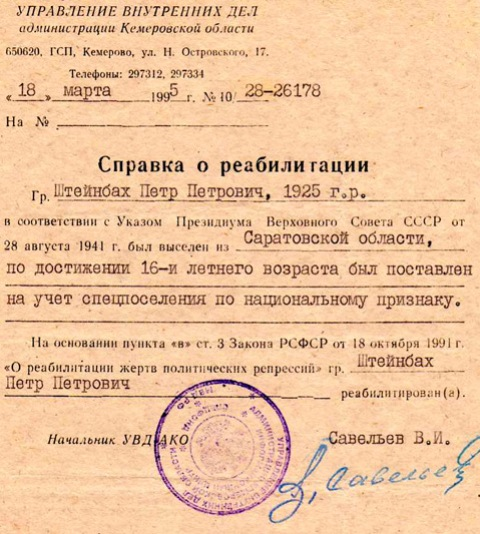 УПРАВЛЕНИЕ ВНУТРЕННИХ ДЕЛ
администрации Кемеровской области
650620, ГСП, Кемерово, ул. Н. Островского, 17.
Телефоны: 297312, 297334
«18» марта 1995 г. № 10/ 28-26178
На №
Справка о реабилитации
Гр. Штейнбах Петр Петрович, 1925 г.р.
в соответствии с Указом Президиума Верховного Совета СССР от
28 августа 1941 г. был выселен из Саратовской области,
по достижении 16-и летнего возраста был поставлен
на учет спецпоселения по национальному признаку.
На основании пункта «в» ст. 3 Закона РСФСР от 18 октября 1991 г.
«О реабилитации жертв политических репрессий» гр. Штейнбах
Петр Петрович реабилитирован(а).
Начальник УВД АКО Савельев В.И.
Савельев